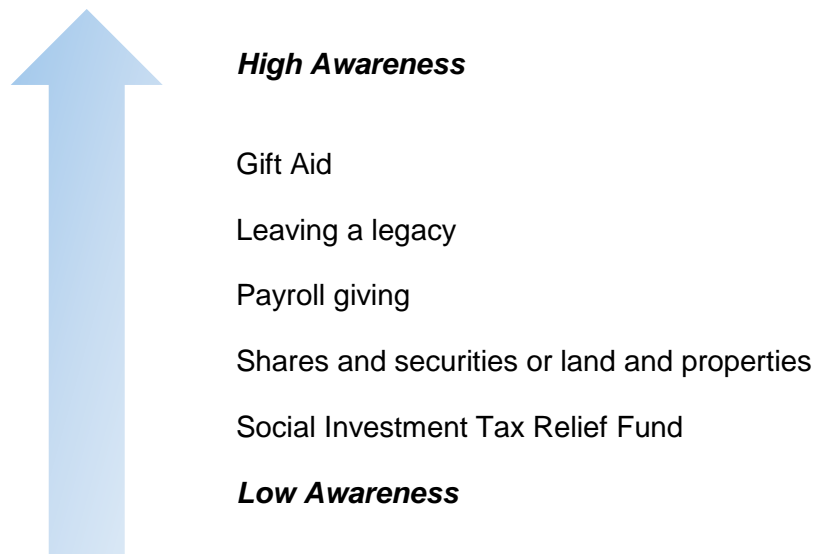 High Awareness
Gift Aid
Leaving a legacy
Payroll giving
Shares and securities or land and properties
Social Investment Tax Relief Fund
Low Awareness